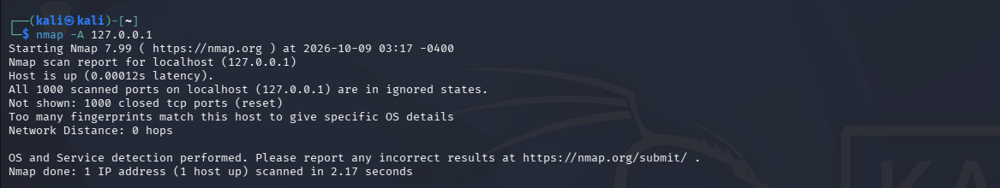 ┌──(kali㉿kali)-[~]
└─$ nmap -A 127.0.0.1
Starting Nmap 7.99 ( https://nmap.org ) at 2026-10-09 03:17 -0400
Nmap scan report for localhost (127.0.0.1)
Host is up (0.00012s latency).
All 1000 scanned ports on localhost (127.0.0.1) are in ignored states.
Not shown: 1000 closed tcp ports (reset)
Too many fingerprints match this host to give specific OS details
Network Distance: 0 hops

OS and Service detection performed. Please report any incorrect results at https://nmap.org/submit/ .
Nmap done: 1 IP address (1 host up) scanned in 2.17 seconds